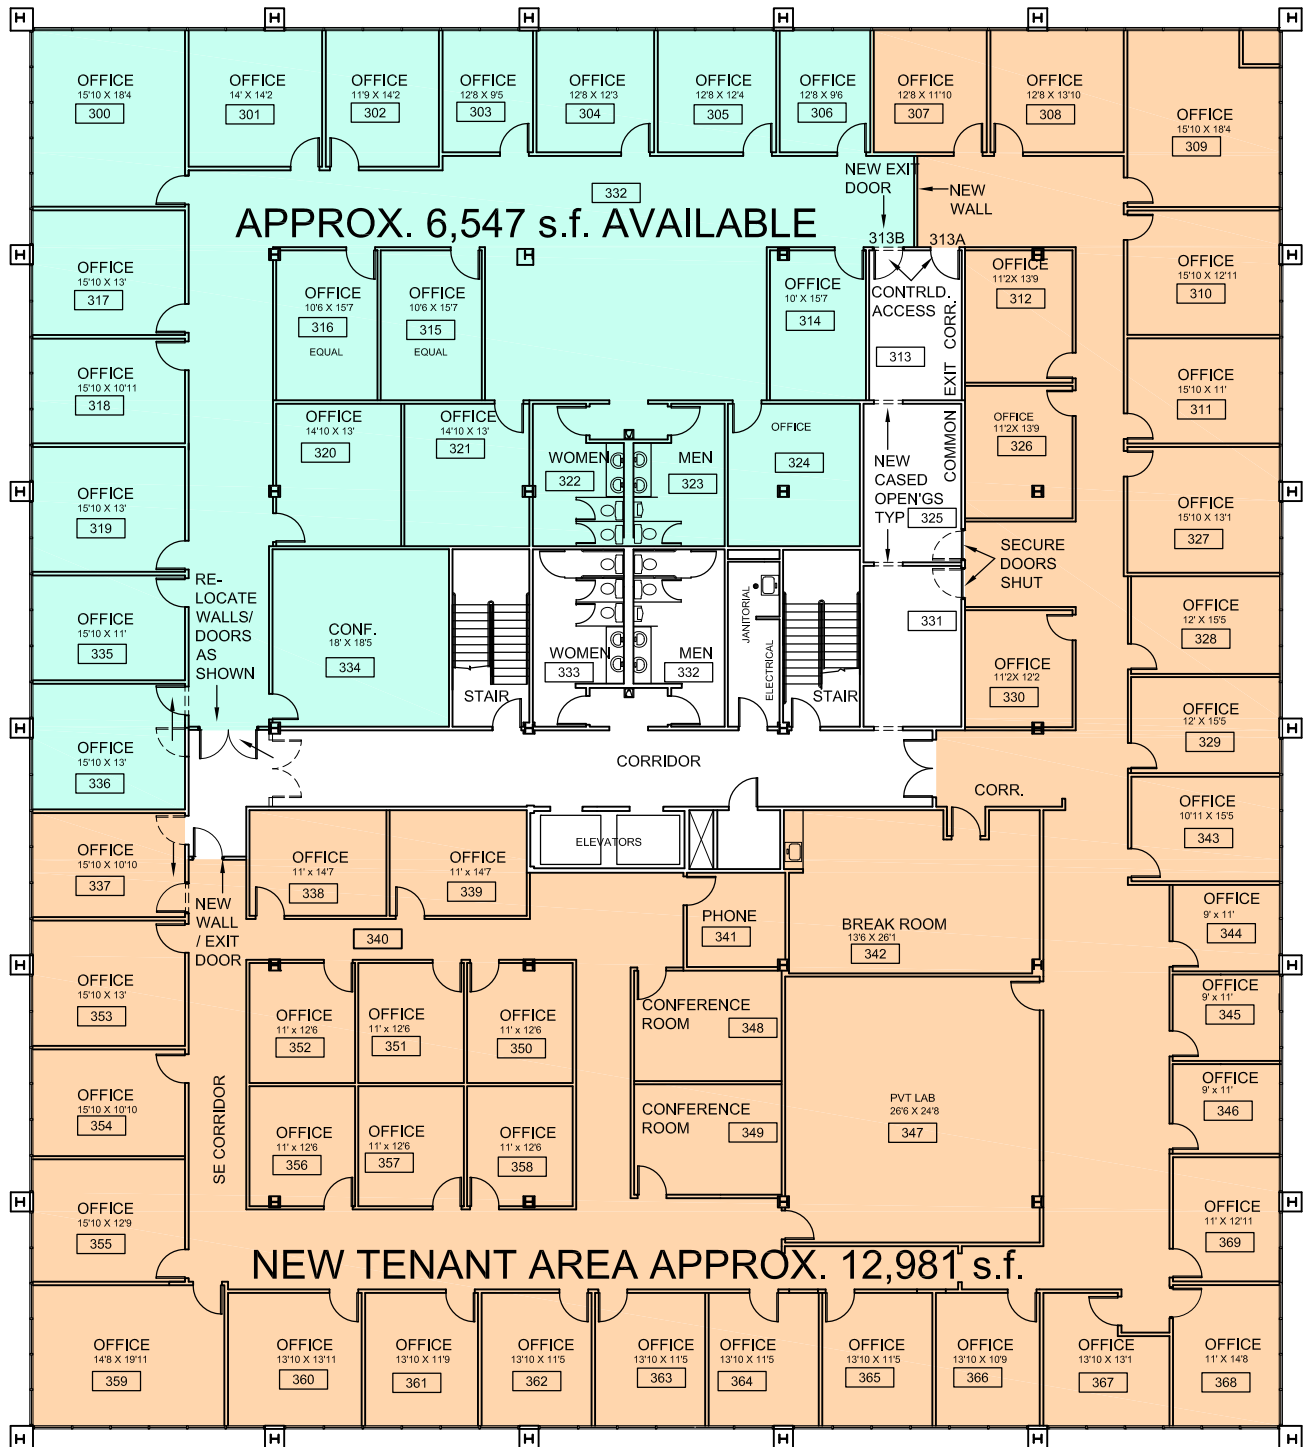 OFFICE
15'10 X 18'4
300
OFFICE
14' X 14'2
301
OFFICE
11'9 X 14'2
302
OFFICE
12'8 X 9'5
303
OFFICE
12'8 X 12'3
304
OFFICE
12'8 X 12'4
305
OFFICE
12'8 X 9'6
306
OFFICE
12'8 X 11'10
307
OFFICE
12'8 X 13'10
308
OFFICE
15'10 X 18'4
309
332
NEW EXIT
DOOR
NEW
WALL
APPROX. 6,547 s.f. AVAILABLE
313B
313A
OFFICE
15'10 X 13'
317
OFFICE
10'6 X 15'7
316
EQUAL
OFFICE
10'6 X 15'7
315
EQUAL
OFFICE
10' X 15'7
314
CONTRLD.
ACCESS
313
EXIT CORR.
OFFICE
11'2X 13'9
312
OFFICE
15'10 X 12'11
310
OFFICE
15'10 X 10'11
318
OFFICE
15'10 X 11'
311
OFFICE
14'10 X 13'
320
OFFICE
14'10 X 13'
321
WOMEN
322
MEN
323
OFFICE
324
NEW
CASED
OPEN'GS
TYP
325
COMMON
OFFICE
11'2X 13'9
326
OFFICE
15'10 X 13'
319
OFFICE
15'10 X 13'1
327
SECURE
DOORS
SHUT
RE-
LOCATE
WALLS/
DOORS
AS
SHOWN
OFFICE
15'10 X 11'
335
CONF.
18' X 18'5
334
STAIR
WOMEN
333
MEN
332
JANITORIAL
ELECTRICAL
STAIR
331
OFFICE
11'2X 12'2
330
OFFICE
12' X 15'5
328
OFFICE
12' X 15'5
329
OFFICE
15'10 X 13'
336
CORRIDOR
CORR.
OFFICE
10'11 X 15'5
343
ELEVATORS
OFFICE
15'10 X 10'10
337
OFFICE
11' x 14'7
338
OFFICE
11' x 14'7
339
NEW
WALL
/ EXIT
DOOR
340
PHONE
341
BREAK ROOM
13'6 X 26'1
342
OFFICE
9' x 11'
344
OFFICE
15'10 X 13'
353
OFFICE
11' x 12'6
352
OFFICE
11' x 12'6
351
OFFICE
11' x 12'6
350
CONFERENCE
ROOM
348
OFFICE
9' x 11'
345
OFFICE
15'10 X 10'10
354
SE CORRIDOR
OFFICE
11' x 12'6
356
OFFICE
11' x 12'6
357
OFFICE
11' x 12'6
358
CONFERENCE
ROOM
349
PVT LAB
26'6 X 24'8
347
OFFICE
9' x 11'
346
OFFICE
15'10 X 12'9
355
OFFICE
11' X 12'11
369
NEW TENANT AREA APPROX. 12,981 s.f.
OFFICE
14'8 X 19'11
359
OFFICE
13'10 X 13'11
360
OFFICE
13'10 X 11'9
361
OFFICE
13'10 X 11'5
362
OFFICE
13'10 X 11'5
363
OFFICE
13'10 X 11'5
364
OFFICE
13'10 X 11'5
365
OFFICE
13'10 X 10'9
366
OFFICE
13'10 X 13'1
367
OFFICE
11' X 14'8
368